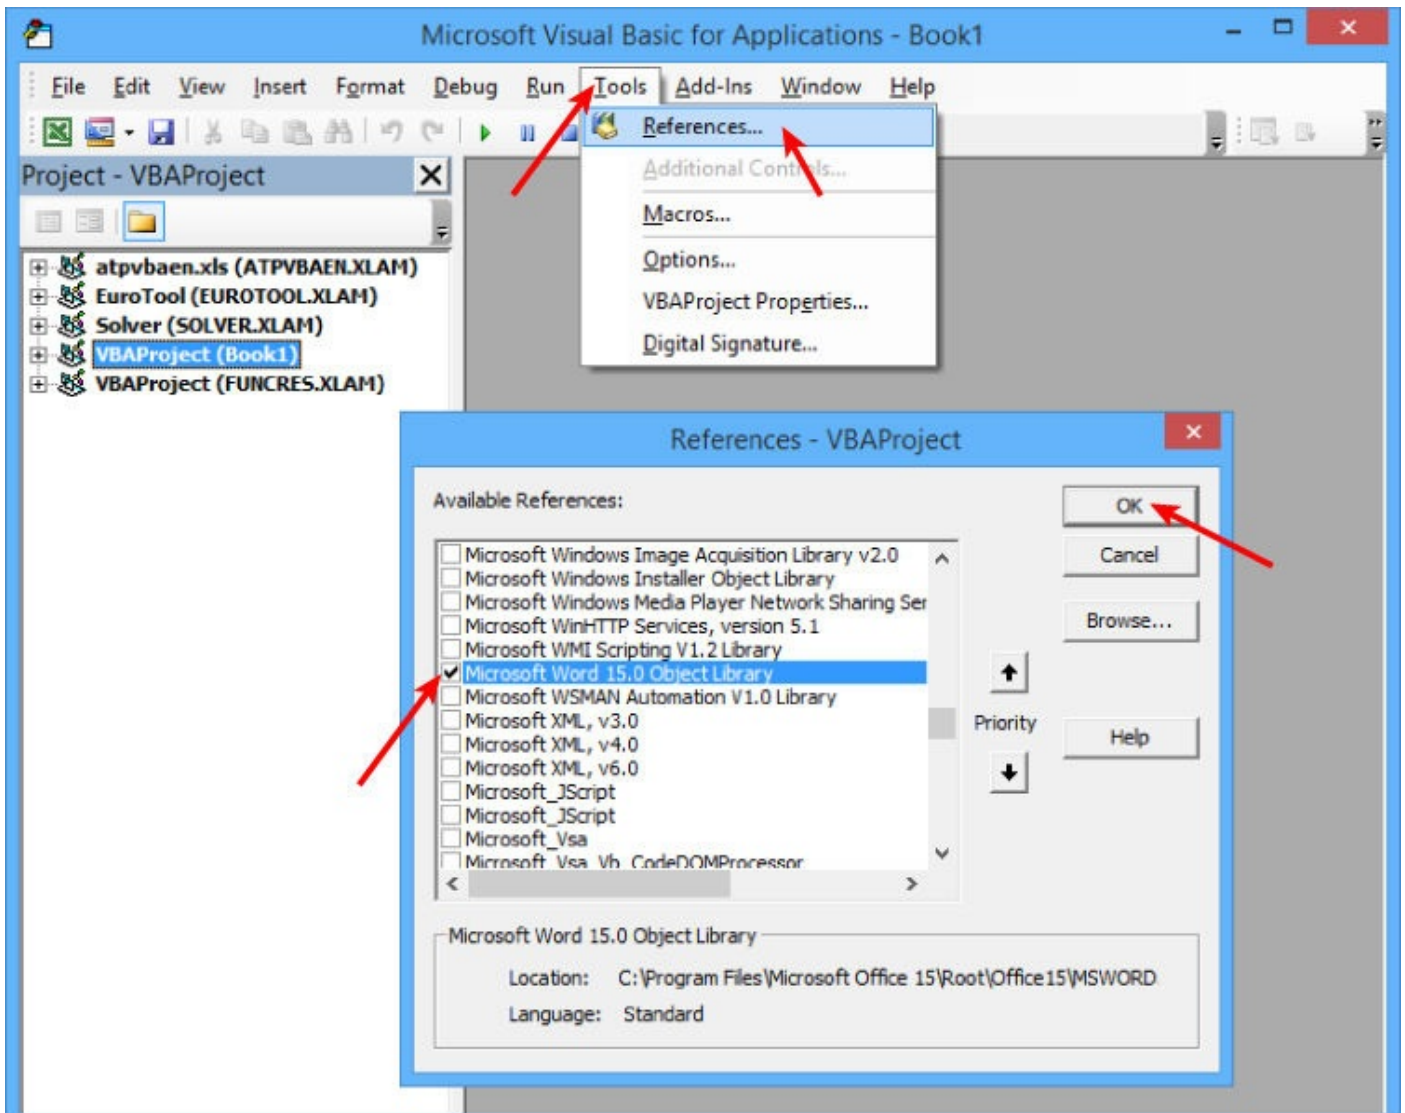 Microsoft Visual Basic for Applications - Book1
File Edit View Insert Format Debug Run Tools Add-Ins Window Help
References...
Additional Controls...
Macros...
Options...
VBAProject Properties...
Digital Signature...
Project - VBAProject
atpvbaen.xls (ATPVBAEN.XLAM)
EuroTool (EUROTOOL.XLAM)
Solver (SOLVER.XLAM)
VBAProject (Book1)
VBAProject (FUNCRES.XLAM)
References - VBAProject
Available References:
Microsoft Windows Image Acquisition Library v2.0
Microsoft Windows Installer Object Library
Microsoft Windows Media Player Network Sharing Ser
Microsoft WinHTTP Services, version 5.1
Microsoft WMI Scripting V1.2 Library
Microsoft Word 15.0 Object Library
Microsoft WSMAN Automation V1.0 Library
Microsoft XML, v3.0
Microsoft XML, v4.0
Microsoft XML, v6.0
Microsoft_JScript
Microsoft_JScript
Microsoft_Vsa
Microsoft_Vsa_Vb_CodeDOMProcessor
OK
Cancel
Browse...
Priority
Help
Microsoft Word 15.0 Object Library
Location: C:\Program Files\Microsoft Office 15\Root\Office15\MSWORD
Language: Standard